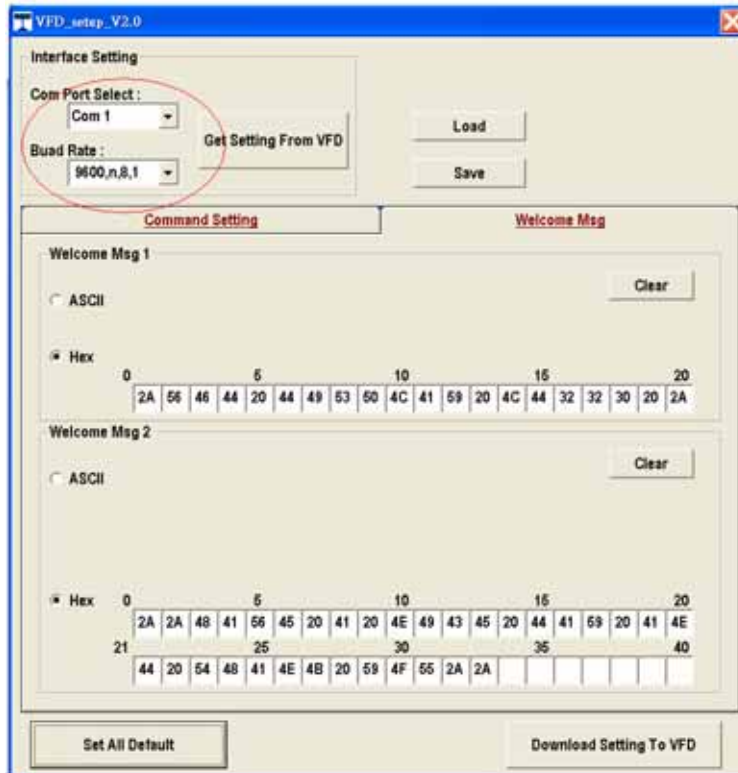 VFD_setup_V2.0
Interface Setting
Com Port Select :
Com 1
Buad Rate :
9600,n,8,1
Get Setting From VFD
Load
Save
Command Setting
Welcome Msg
Welcome Msg 1
Clear
ASCII
Hex
0 5 10 15 20
2A 56 46 44 20 44 49 53 50 4C 41 59 20 4C 44 32 32 30 20 2A
Welcome Msg 2
Clear
ASCII
Hex
0 5 10 15 20
2A 2A 48 41 56 45 20 41 20 4E 49 43 45 20 44 41 59 20 41 4E
21 25 30 35 40
44 20 54 48 41 4E 4B 20 59 4F 55 2A 2A
Set All Default
Download Setting To VFD